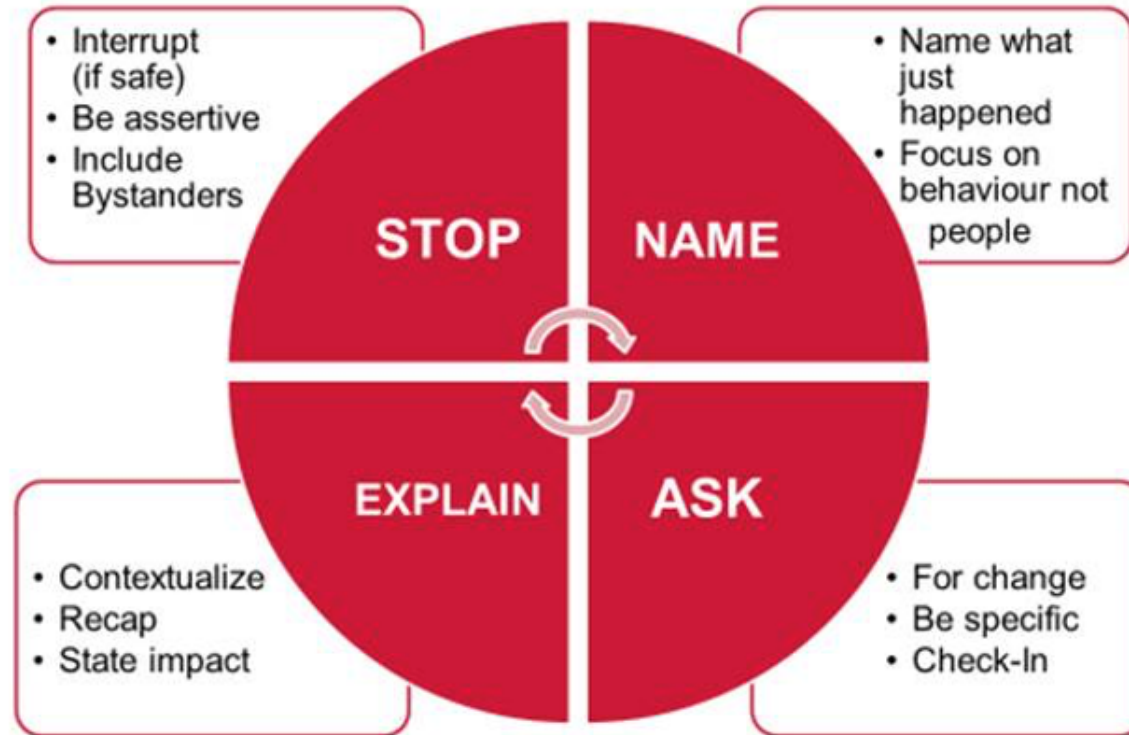 • Interrupt
(if safe)
• Be assertive
• Include
Bystanders
STOP
• Name what
just
happened
• Focus on
behaviour not
people
NAME
EXPLAIN
• Contextualize
• Recap
• State impact
ASK
• For change
• Be specific
• Check-In